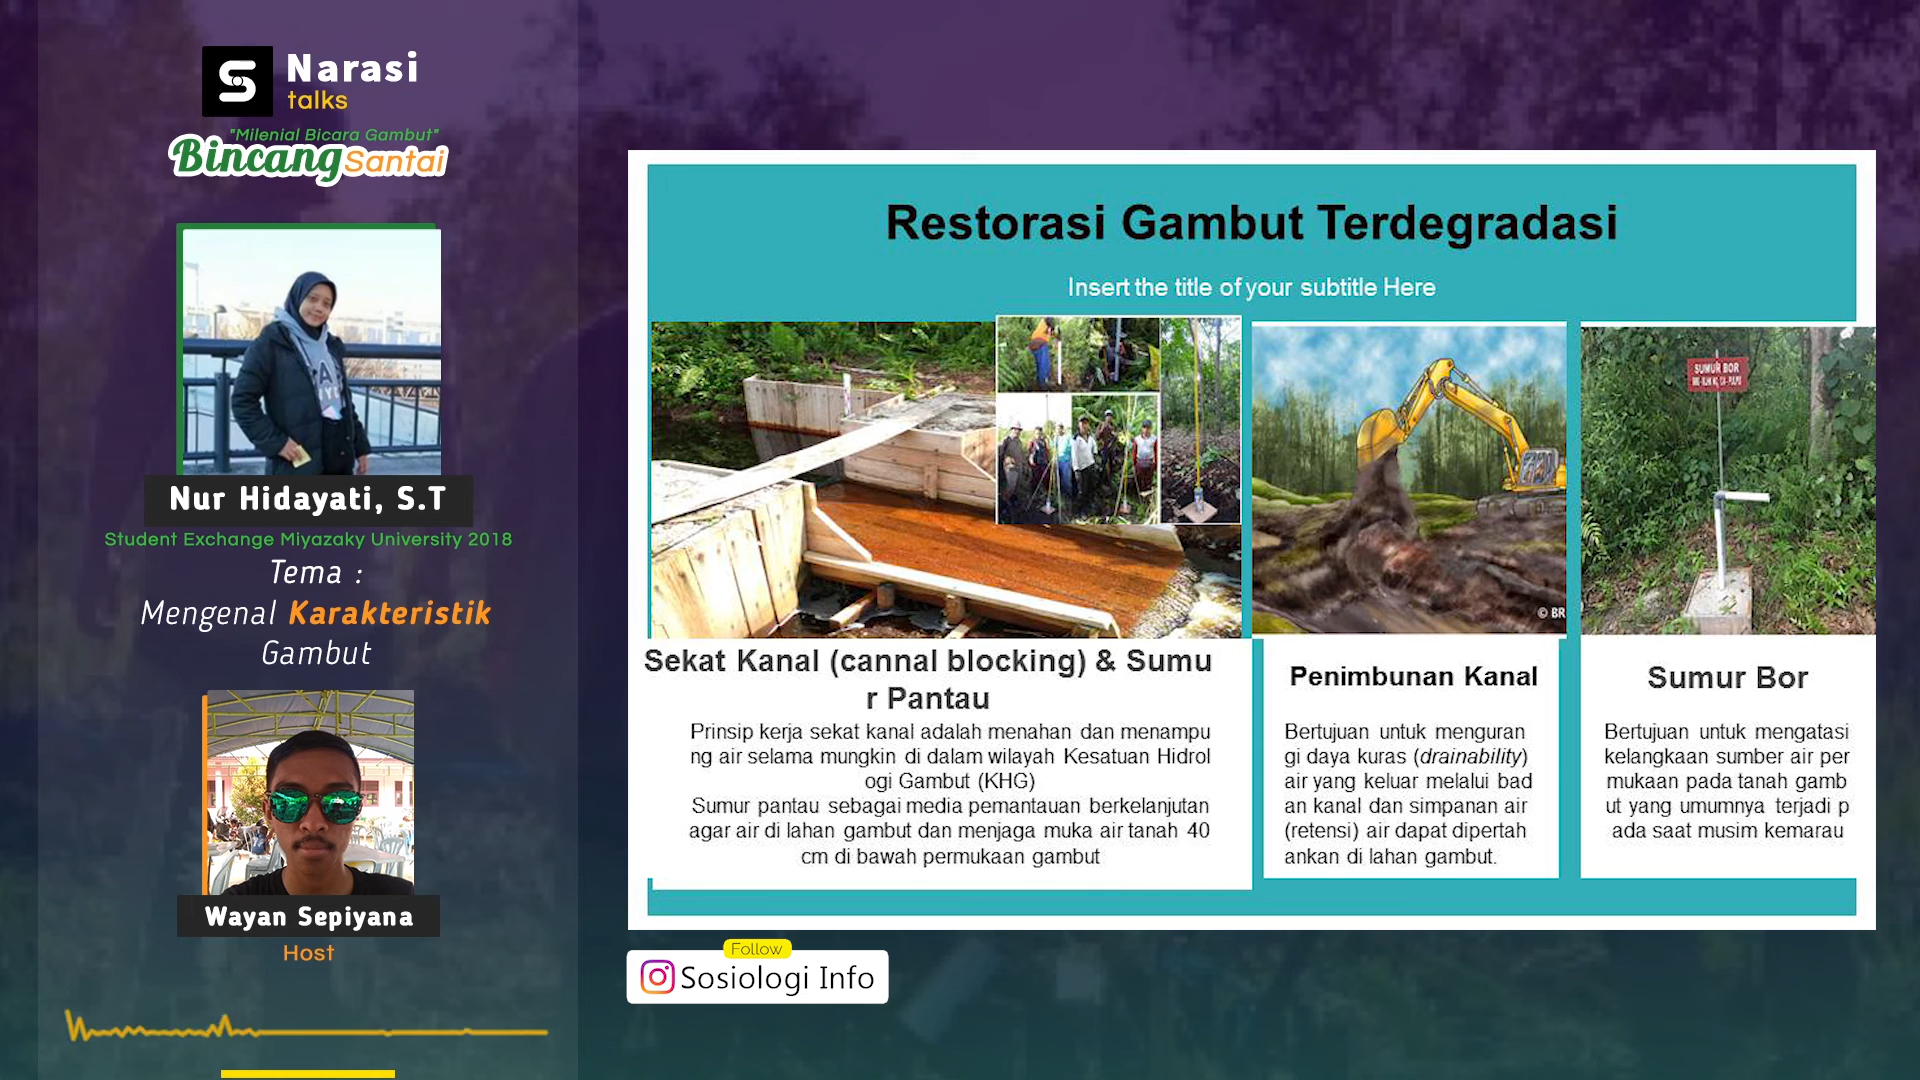 Narasi
talks
"Milenial Bicara Gambut"
BincangSantai
Nur Hidayati, S.T
Student Exchange Miyazaky University 2018
Tema :
Mengenal Karakteristik
Gambut
Wayan Sepiyana
Host
Restorasi Gambut Terdegradasi
Insert the title of your subtitle Here
SUMUR BOR
© BR
Sekat Kanal (cannal blocking) & Sumu
r Pantau
Prinsip kerja sekat kanal adalah menahan dan menampu
ng air selama mungkin di dalam wilayah Kesatuan Hidrol
ogi Gambut (KHG)
Sumur pantau sebagai media pemantauan berkelanjutan
agar air di lahan gambut dan menjaga muka air tanah 40
cm di bawah permukaan gambut
Penimbunan Kanal
Bertujuan untuk menguran
gi daya kuras (drainability)
air yang keluar melalui bad
an kanal dan simpanan air
(retensi) air dapat dipertah
ankan di lahan gambut.
Sumur Bor
Bertujuan untuk mengatasi
kelangkaan sumber air per
mukaan pada tanah gamb
ut yang umumnya terjadi p
ada saat musim kemarau
Follow
Sosiologi Info